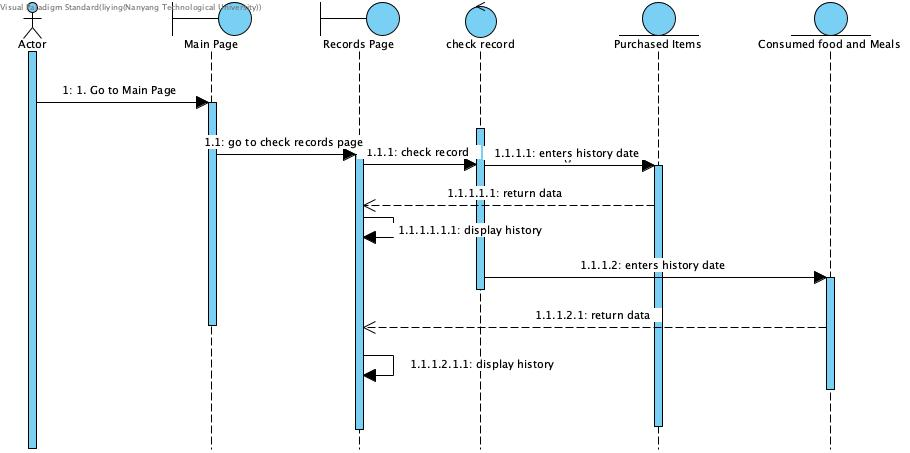 Visual Paradigm Standard(liying(Nanyang Technological University))
Actor
Main Page
Records Page
check record
Purchased Items
Consumed food and Meals
1: 1. Go to Main Page
1.1: go to check records page
1.1.1: check record
1.1.1.1: enters history date
1.1.1.1.1: return data
1.1.1.1.1.1: display history
1.1.1.2: enters history date
1.1.1.2.1: return data
1.1.1.2.1.1: display history